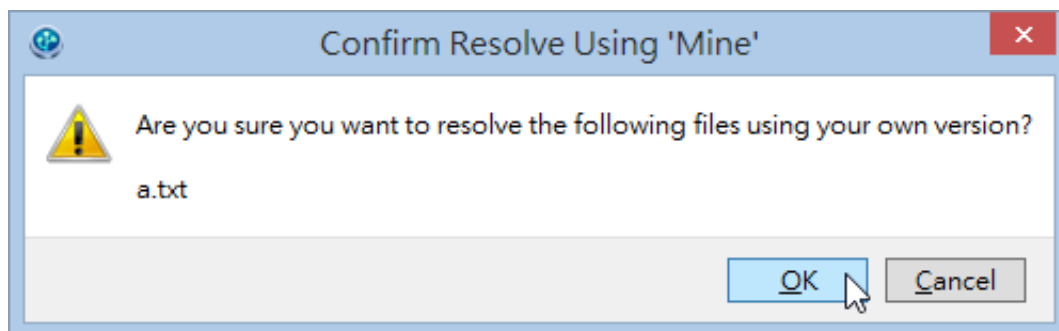 Confirm Resolve Using 'Mine'
Are you sure you want to resolve the following files using your own version?
a.txt
OK Cancel